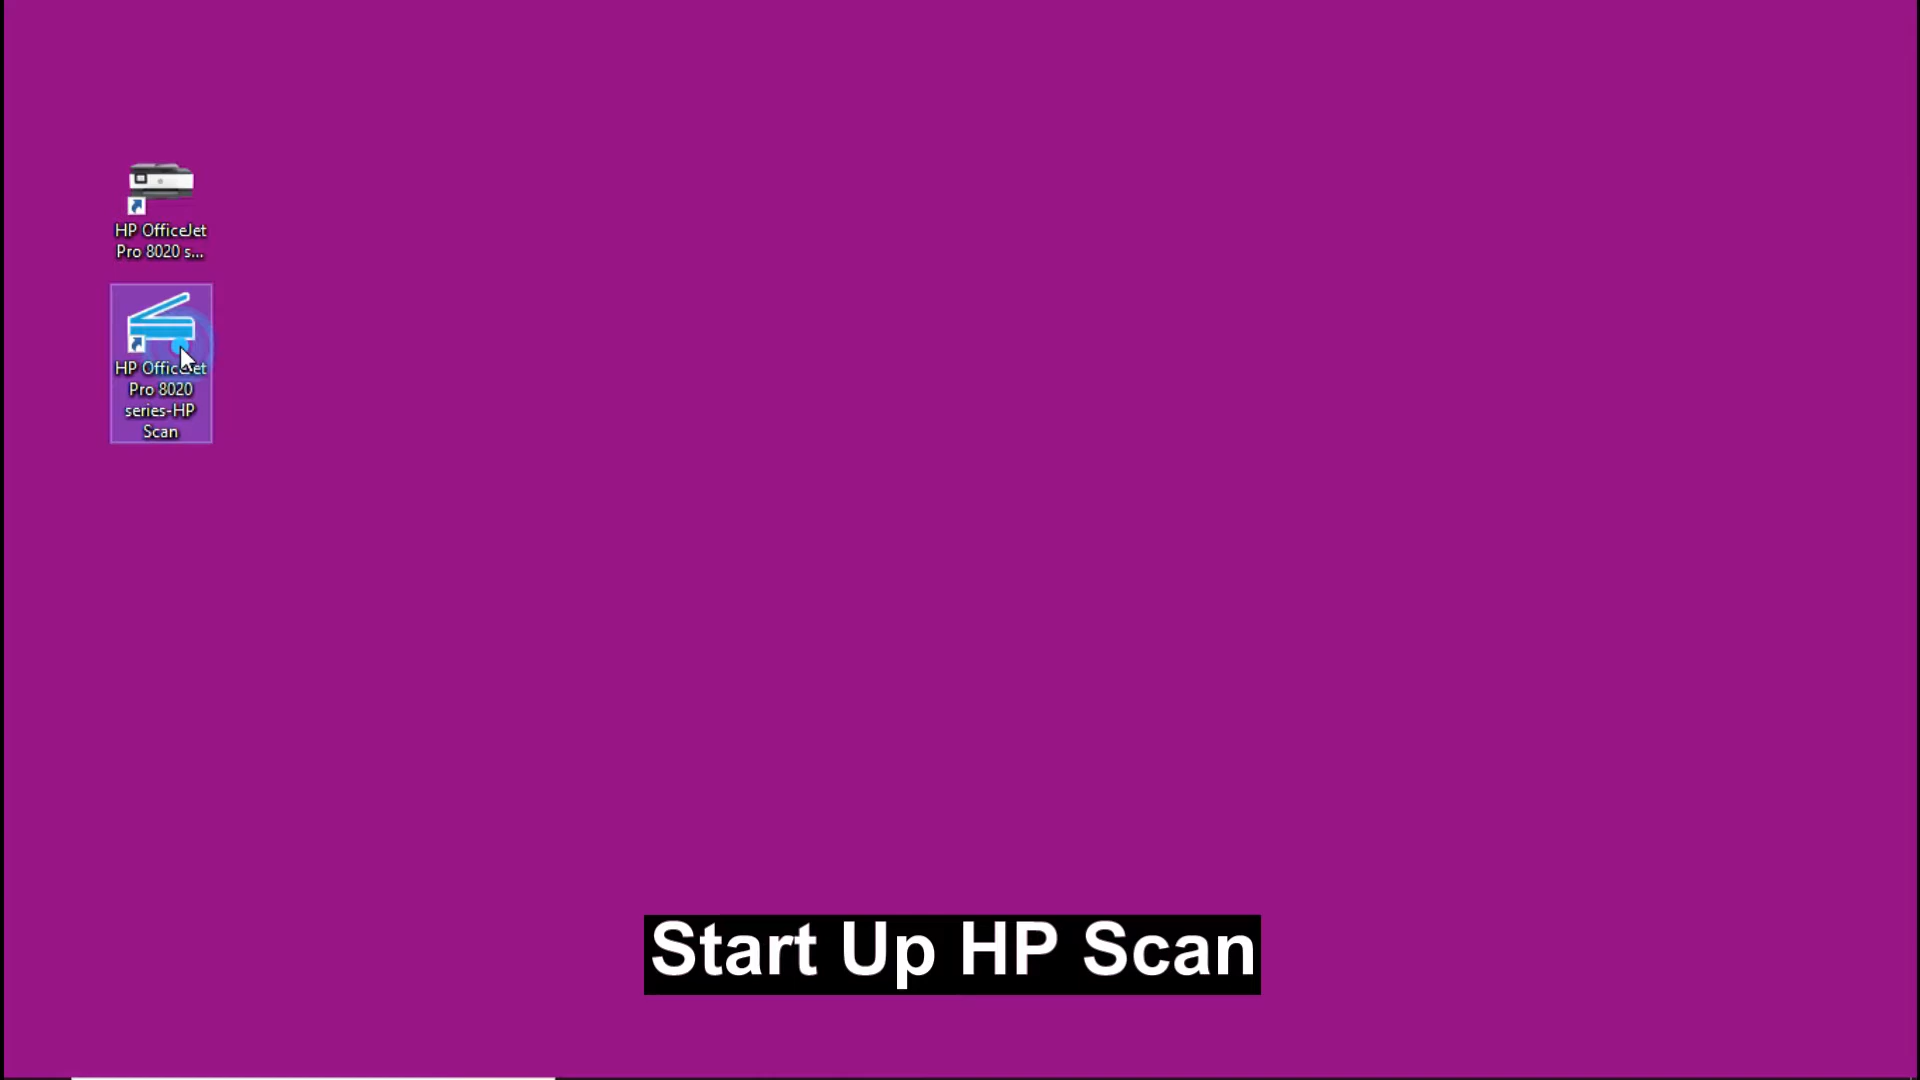 HP OfficeJet
Pro 8020 s...
HP OfficeJet
Pro 8020
series-HP
Scan
Start Up HP Scan